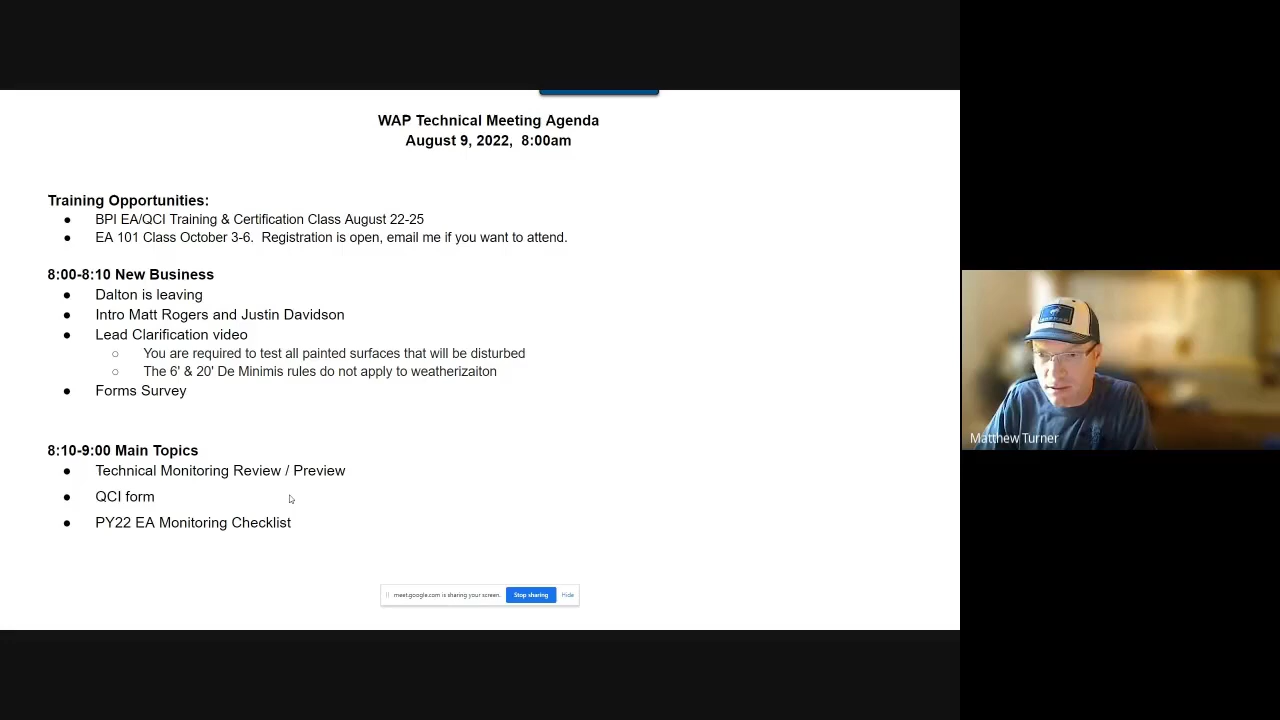 WAP Technical Meeting Agenda
August 9, 2022, 8:00am
Training Opportunities:
● BPI EA/QCI Training & Certification Class August 22-25
● EA 101 Class October 3-6. Registration is open, email me if you want to attend.
8:00-8:10 New Business
● Dalton is leaving
● Intro Matt Rogers and Justin Davidson
● Lead Clarification video
○ You are required to test all painted surfaces that will be disturbed
○ The 6' & 20' De Minimis rules do not apply to weatherizaiton
● Forms Survey
8:10-9:00 Main Topics
● Technical Monitoring Review / Preview
● QCI form
● PY22 EA Monitoring Checklist
meet.google.com is sharing your screen. Stop sharing Hide
Matthew Turner